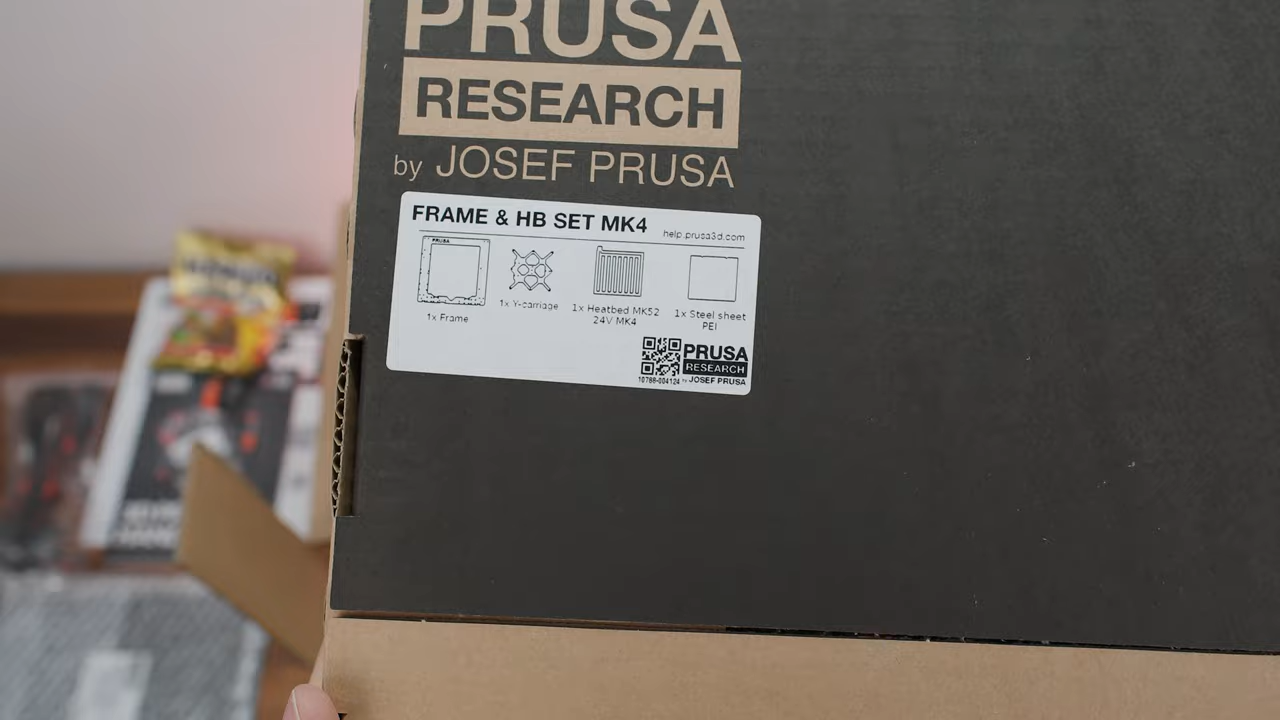 PRUSA
RESEARCH
by JOSEF PRUSA
FRAME & HB SET MK4
help.prusa3d.com
PRUSA
1x Frame
1x Y-carriage
1x Heatbed MK52
24V MK4
1x Steel sheet
PEI
PRUSA
RESEARCH
by JOSEF PRUSA
10788-004124